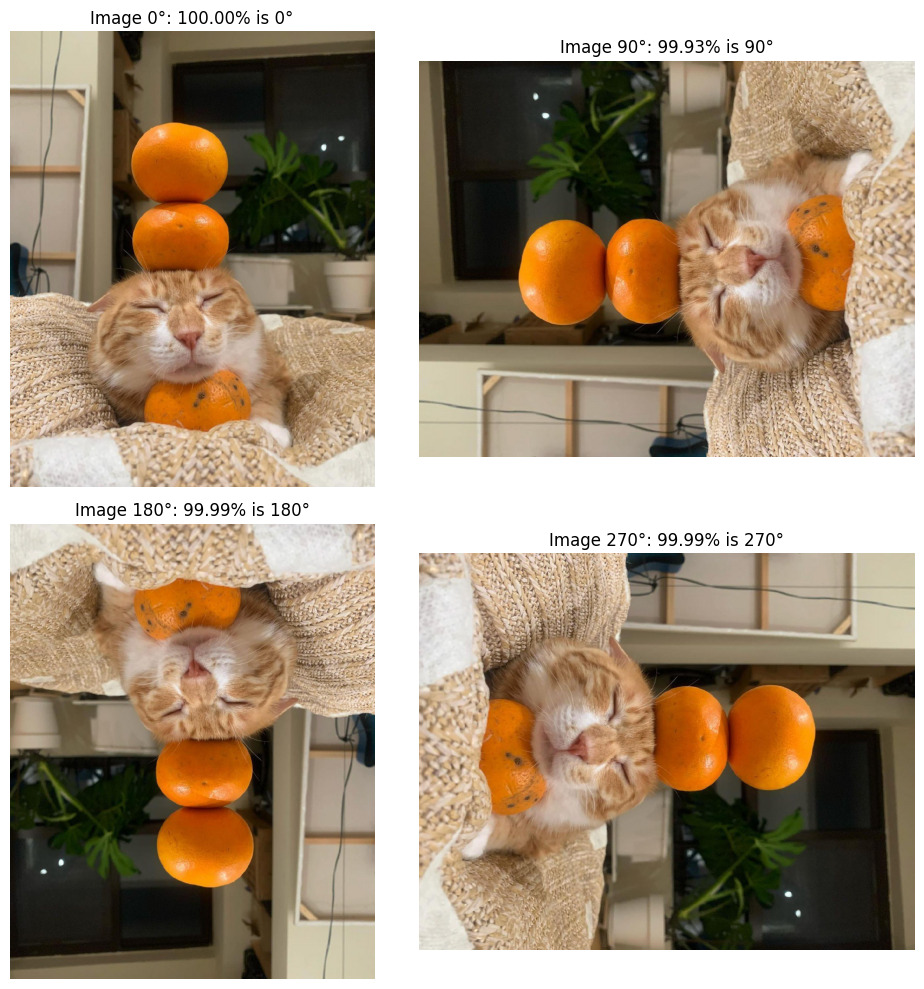 Image 0°: 100.00% is 0°
Image 90°: 99.93% is 90°
Image 180°: 99.99% is 180°
Image 270°: 99.99% is 270°